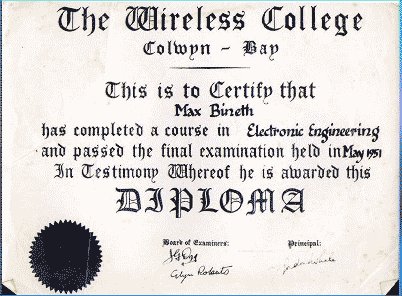 The Wireless College
Colwyn - Bay
This is to Certify that
Max Bineth
has completed a course in Electronic Engineering
and passed the final examination held in May 1951
In Testimony Whereof he is awarded this
DIPLOMA
Board of Examiners: Principal:
Glyn Roberts